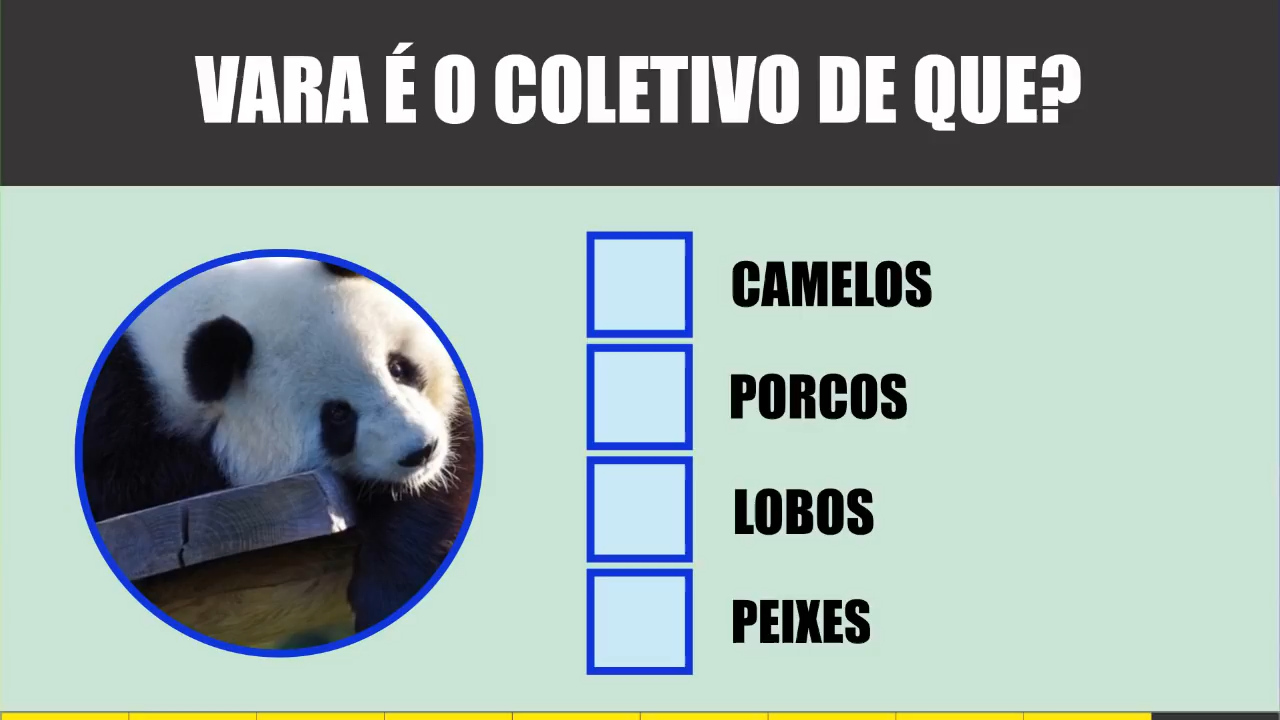 VARA É O COLETIVO DE QUE?
CAMELOS
PORCOS
LOBOS
PEIXES